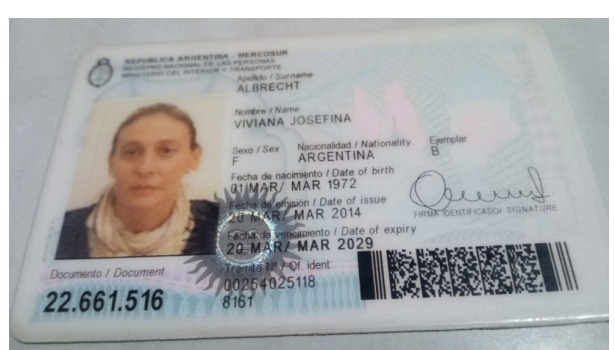 REPUBLICA ARGENTINA - MERCOSUR
REGISTRO NACIONAL DE LAS PERSONAS
MINISTERIO DEL INTERIOR Y TRANSPORTE
Apellido / Surname
ALBRECHT
Nombre / Name
VIVIANA JOSEFINA
Sexo / Sex Nacionalidad / Nationality Ejemplar
F ARGENTINA B
Fecha de nacimiento / Date of birth
01 MAR/ MAR 1972
Fecha de emisión / Date of issue
20 MAR/ MAR 2014
FIRMA IDENTIFICADO/ SIGNATURE
Fecha de vencimiento / Date of expiry
20 MAR/ MAR 2029
Documento / Document
Trámite Nº / Of. ident.
22.661.516
00254025118
8161